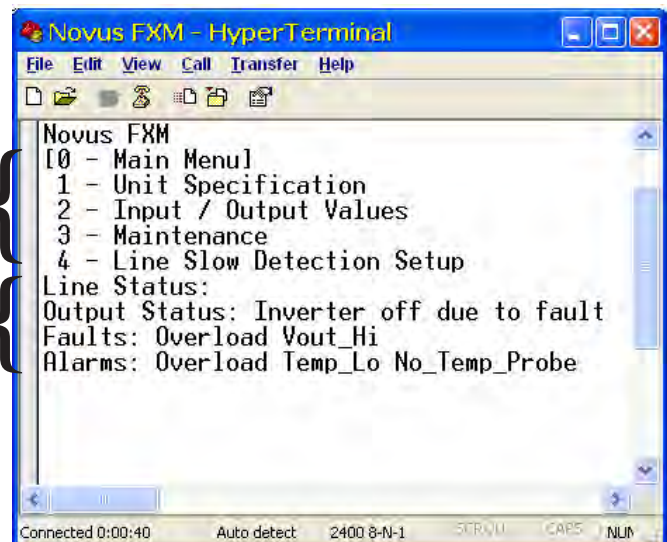 Novus FXM - HyperTerminal
File Edit View Call Transfer Help
Novus FXM
[0 - Main Menu]
1 - Unit Specification
2 - Input / Output Values
3 - Maintenance
4 - Line Slow Detection Setup
Line Status:
Output Status: Inverter off due to fault
Faults: Overload Vout_Hi
Alarms: Overload Temp_Lo No_Temp_Probe
Connected 0:00:40 Auto detect 2400 8-N-1 SCROLL CAPS NUM